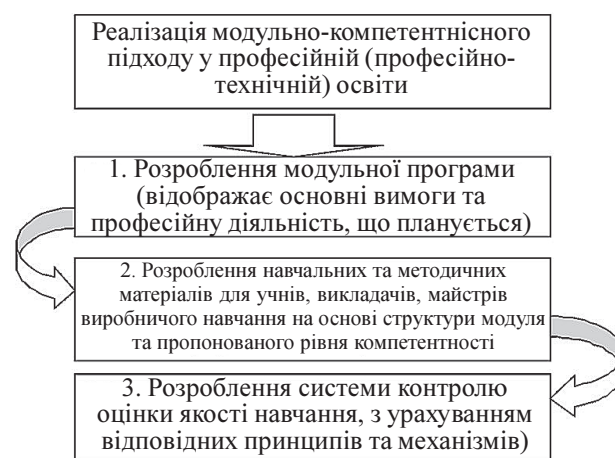 Реалізація модульно-компетентнісного
підходу у професійній (професійно-
технічній) освіти
1. Розроблення модульної програми
(відображає основні вимоги та
професійну діяльність, що планується)
2. Розроблення навчальних та методичних
матеріалів для учнів, викладачів, майстрів
виробничого навчання на основі структури модуля
та пропонованого рівня компетентності
3. Розроблення системи контролю
оцінки якості навчання, з урахуванням
відповідних принципів та механізмів)